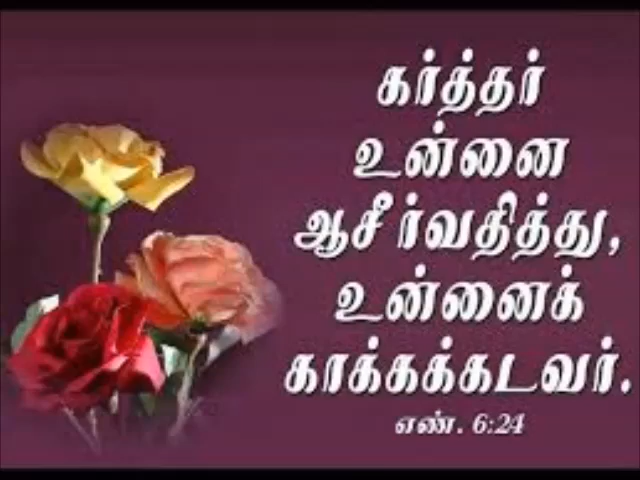 கர்த்தர்
உன்னை
ஆசீர்வதித்து,
உன்னைக்
காக்கக்கடவர்.
எண். 6:24